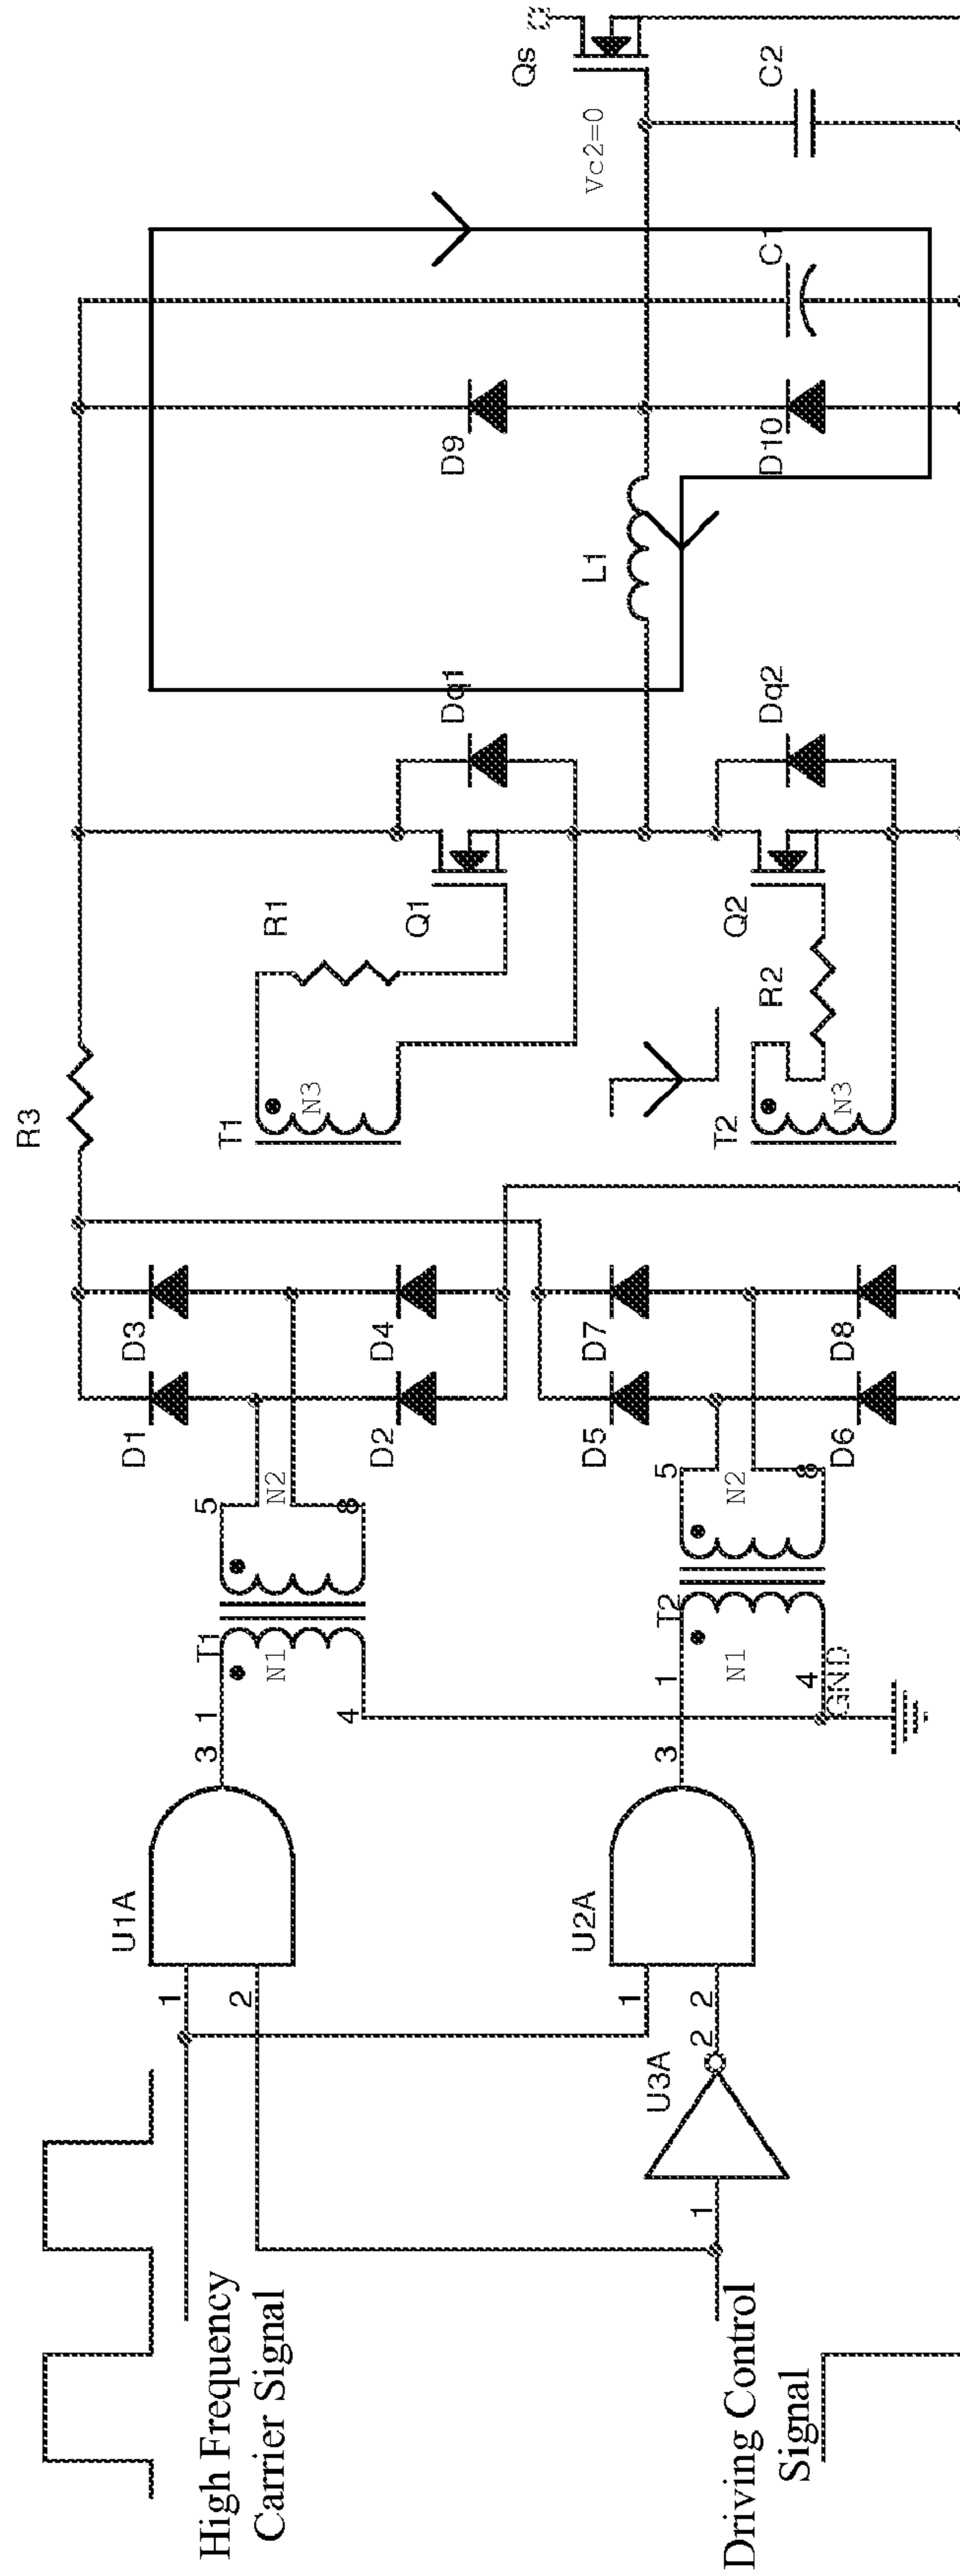 High Frequency
Carrier Signal
Driving Control
Signal
1
2
U1A
3
1
4
T1
N1
5
8
N2
D1
D3
D2
D4
R3
T1
N3
R1
Q1
Dq1
D9
L1
Vc2=0
Qs
C1
C2
D10
1
U3A
2
1
2
U2A
3
1
4
GND
T2
N1
5
8
N2
D5
D7
D6
D8
T2
N3
R2
Q2
Dq2